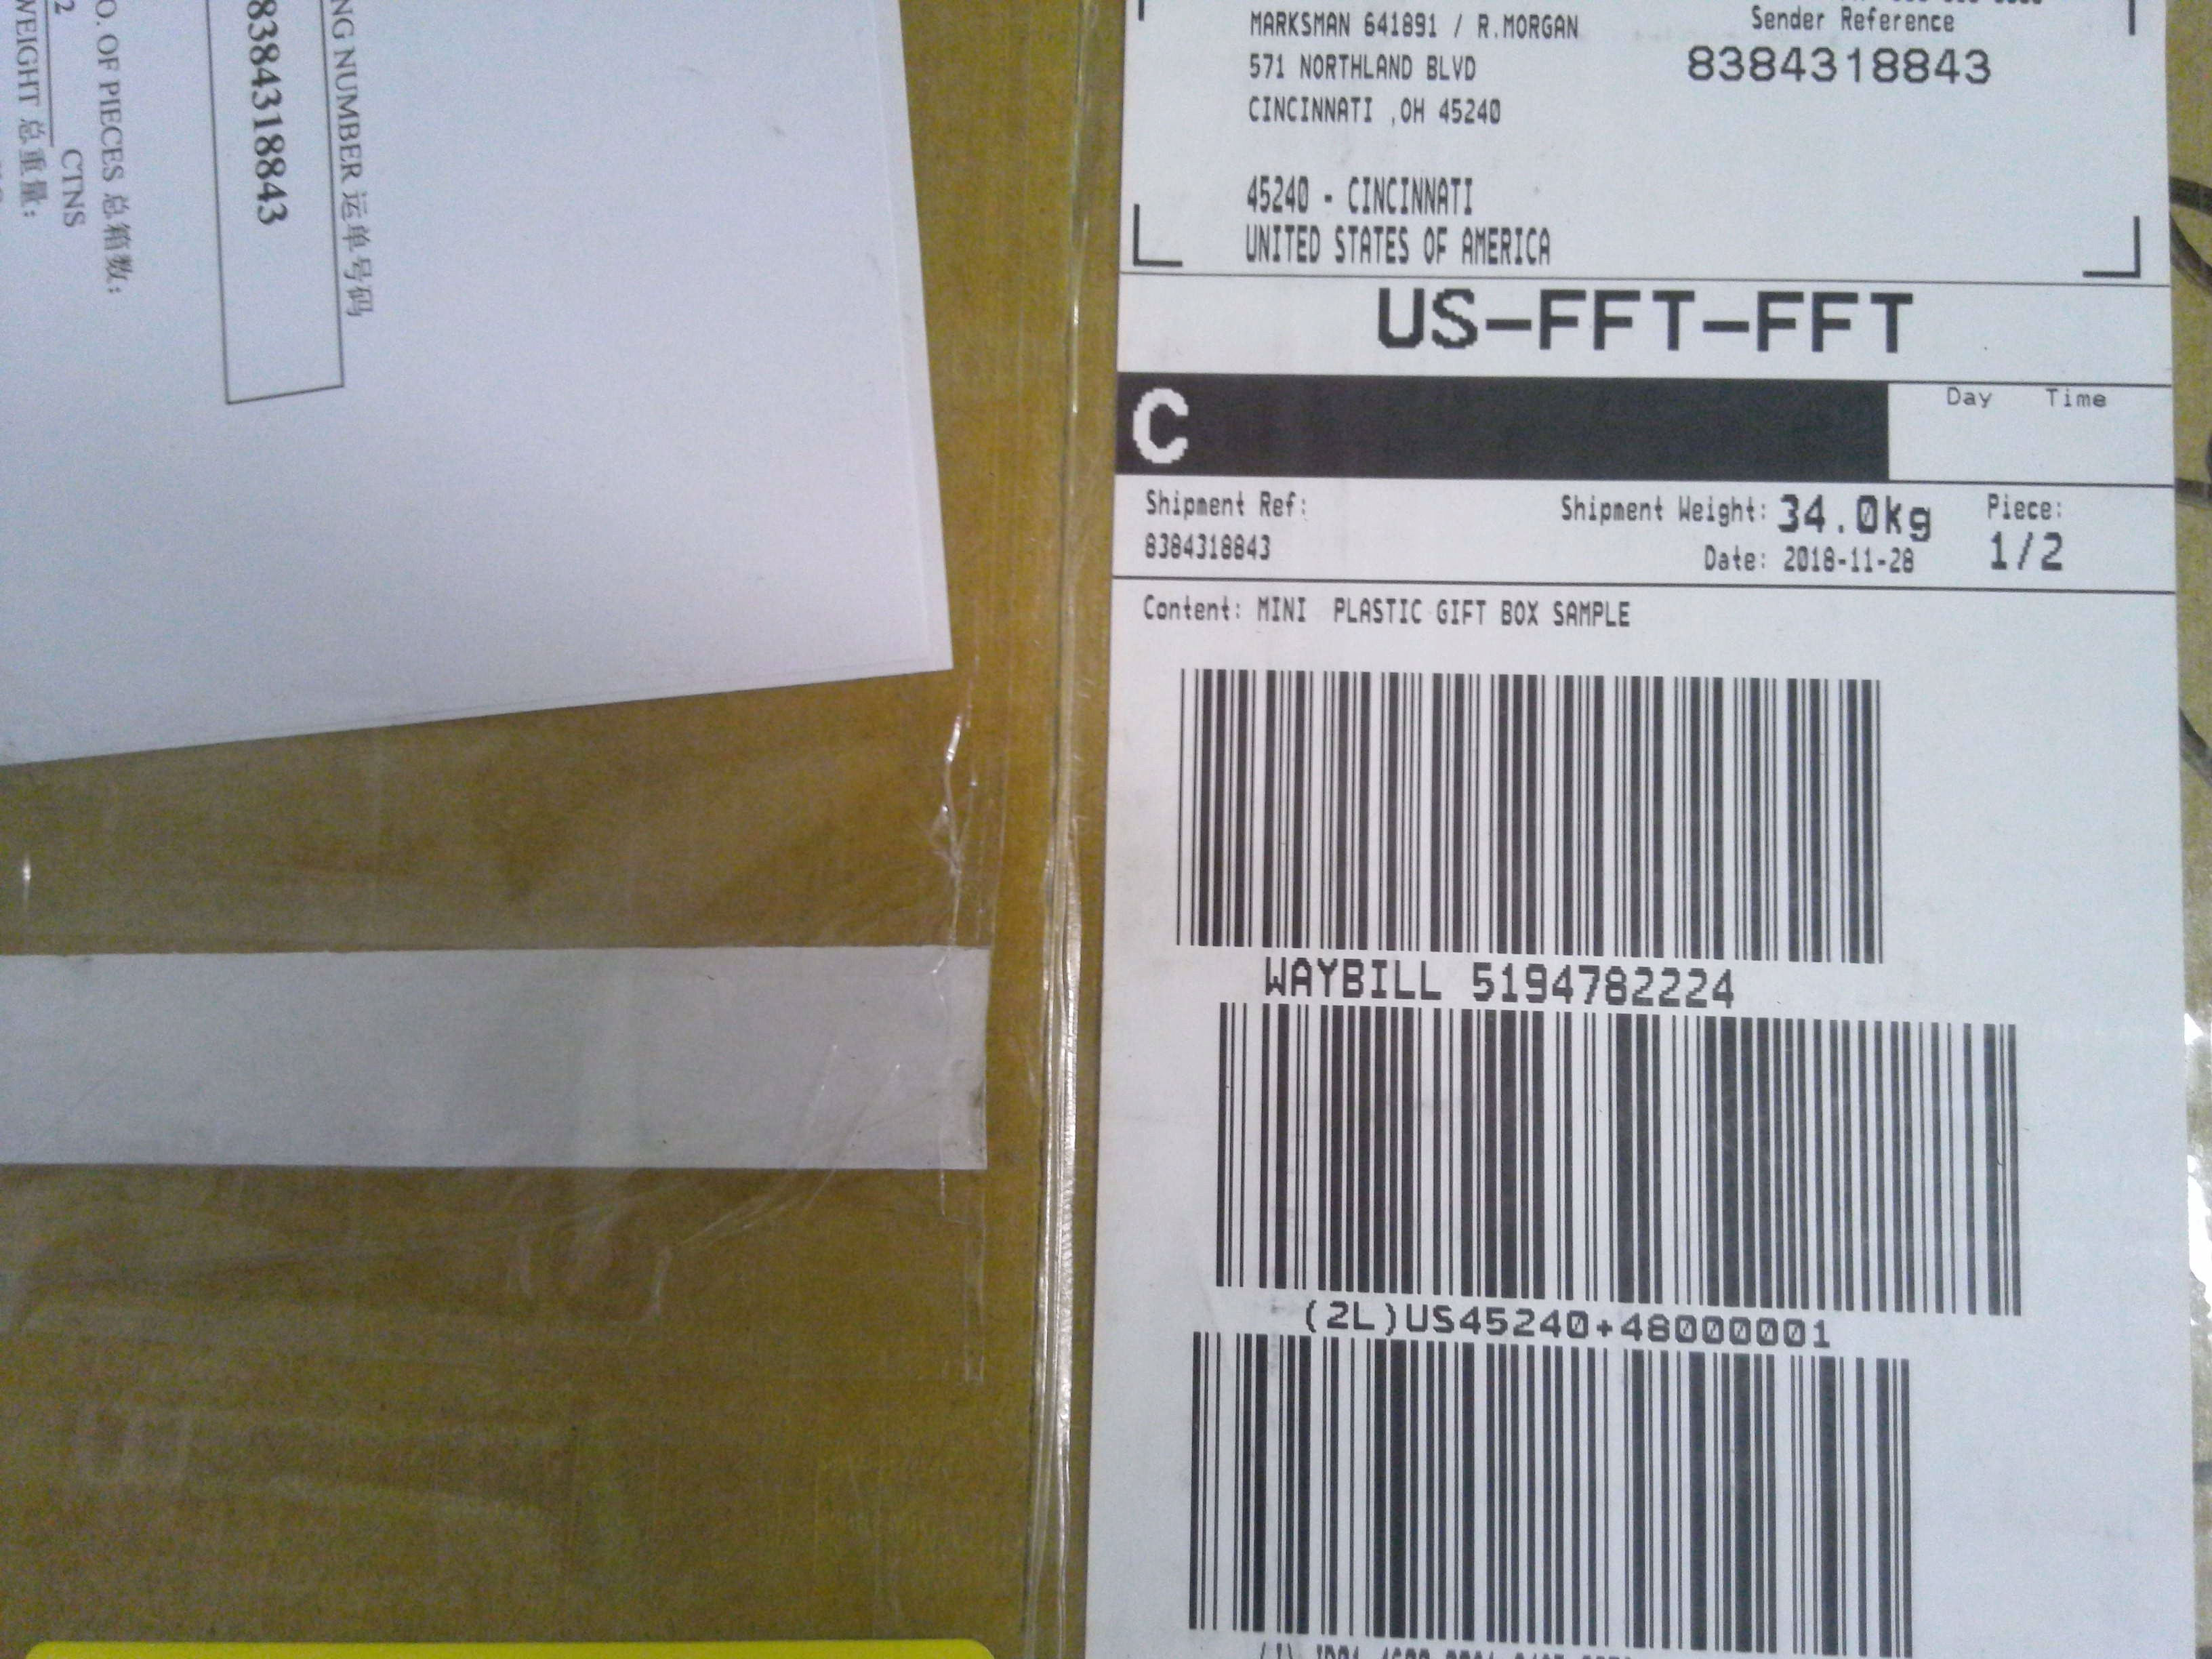 NG NUMBER 运单号码
8384318843
O. OF PIECES 总箱数:
2 CTNS
WEIGHT 总重量:
Sender Reference
8384318843
MARKSMAN 641891 / R.MORGAN
571 NORTHLAND BLVD
CINCINNATI ,OH 45240
45240 - CINCINNATI
UNITED STATES OF AMERICA
US-FFT-FFT
C
Day Time
Shipment Ref:
8384318843
Shipment Weight: 34.0kg
Date: 2018-11-28
Piece:
1/2
Content: MINI PLASTIC GIFT BOX SAMPLE
WAYBILL 5194782224
(2L)US45240+48000001